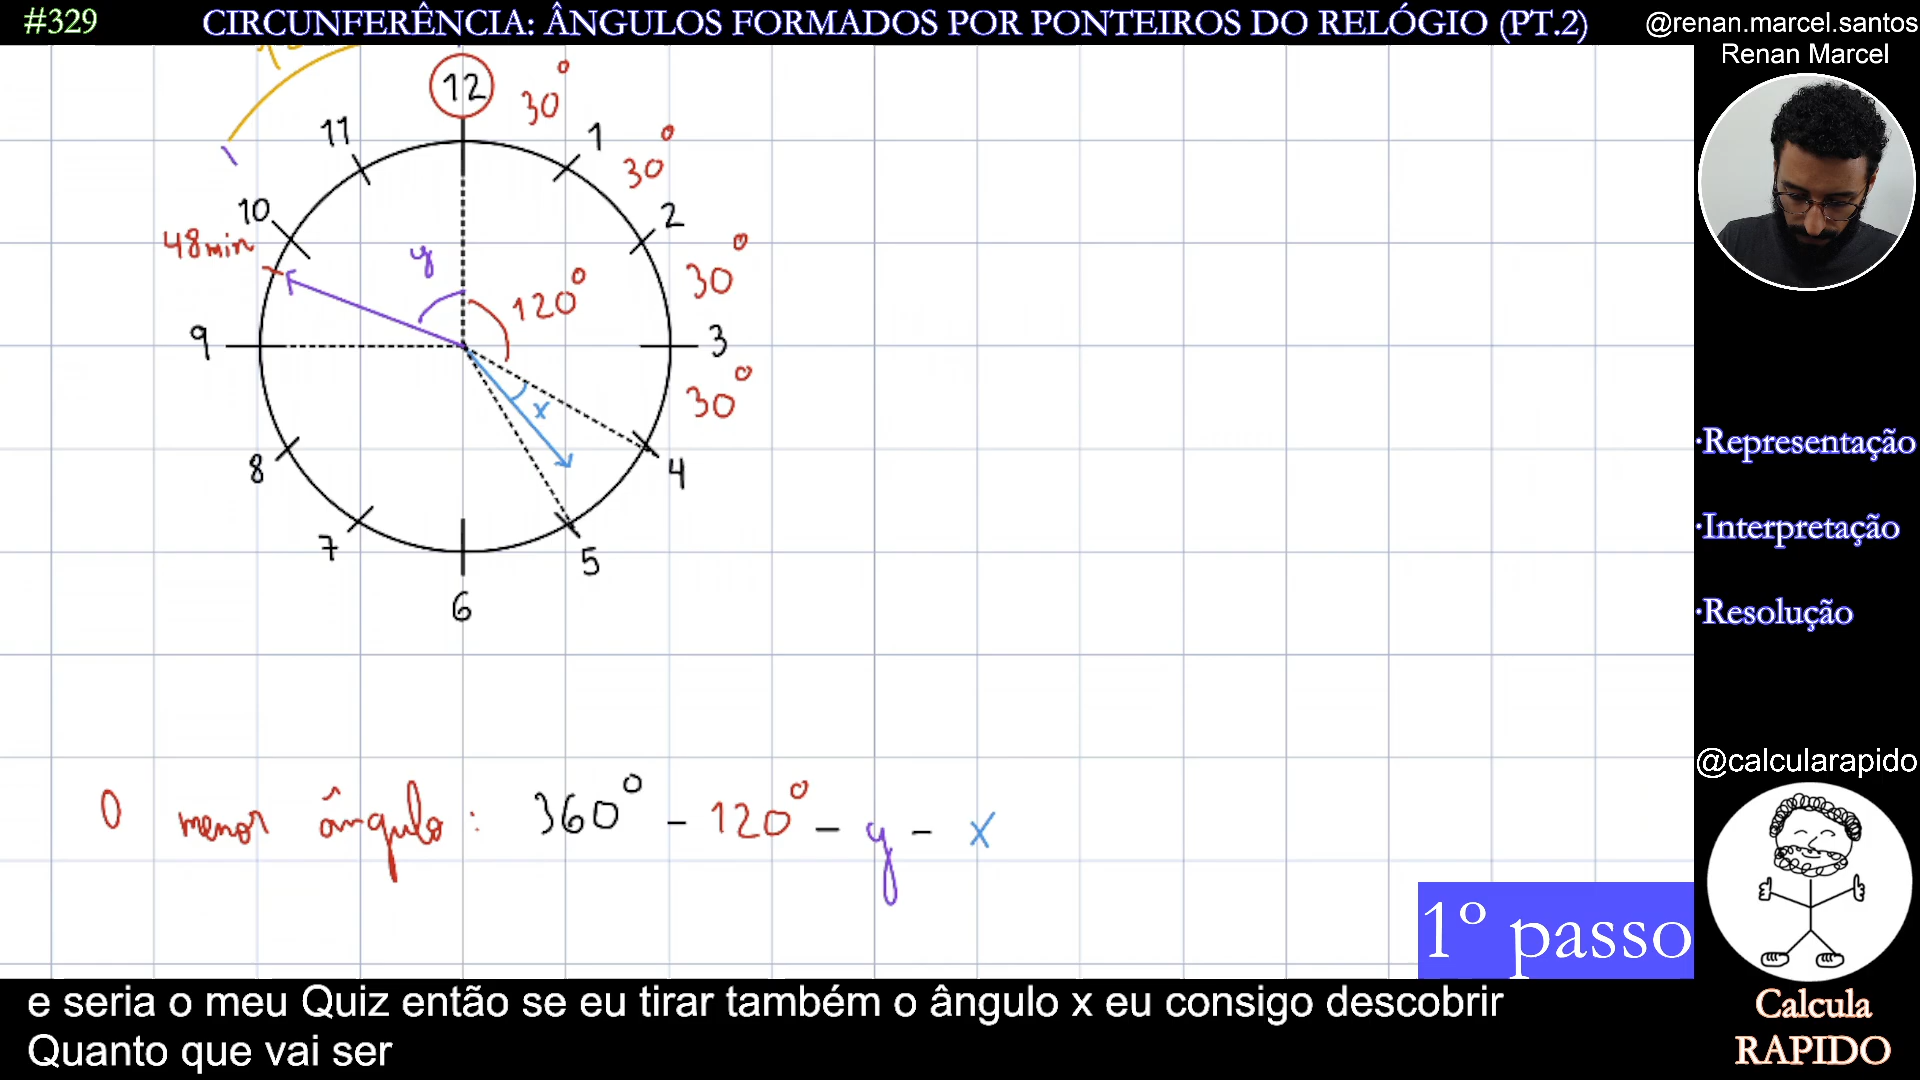 #329
CIRCUNFERÊNCIA: ÂNGULOS FORMADOS POR PONTEIROS DO RELÓGIO (PT.2)
@renan.marcel.santos
Renan Marcel
12
30°
11
1
30°
10
2
48min
y
30°
120°
9
3
30°
x
8
4
7
5
6
·Representação
·Interpretação
·Resolução
@calcularapido
O menor ângulo: 360° - 120° - y - x
1º passo
e seria o meu Quiz então se eu tirar também o ângulo x eu consigo descobrir
Quanto que vai ser
Calcula
RAPIDO